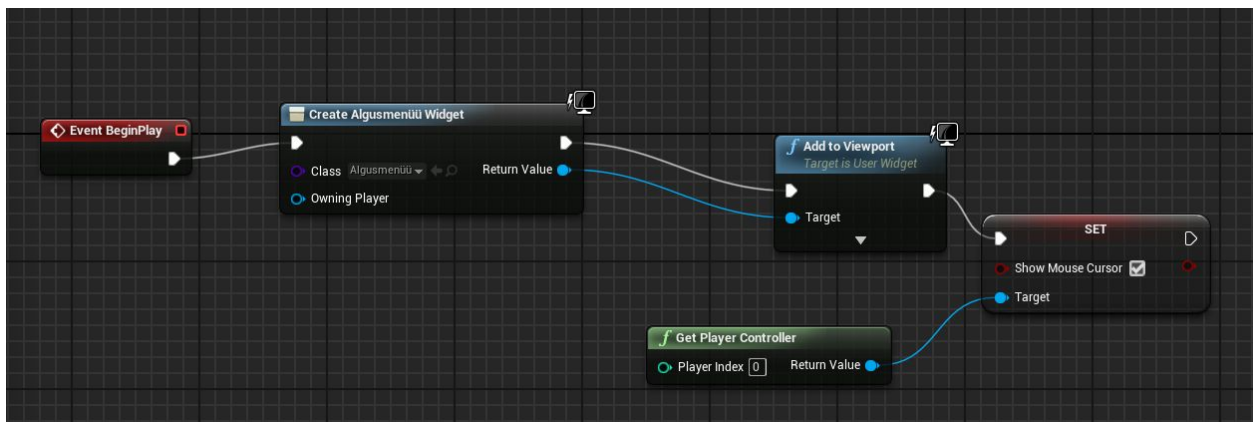 Event BeginPlay
Create Algusmenüü Widget
Class Algusmenüü
Return Value
Owning Player
Add to Viewport
Target is User Widget
Target
SET
Show Mouse Cursor
Target
Get Player Controller
Player Index 0
Return Value